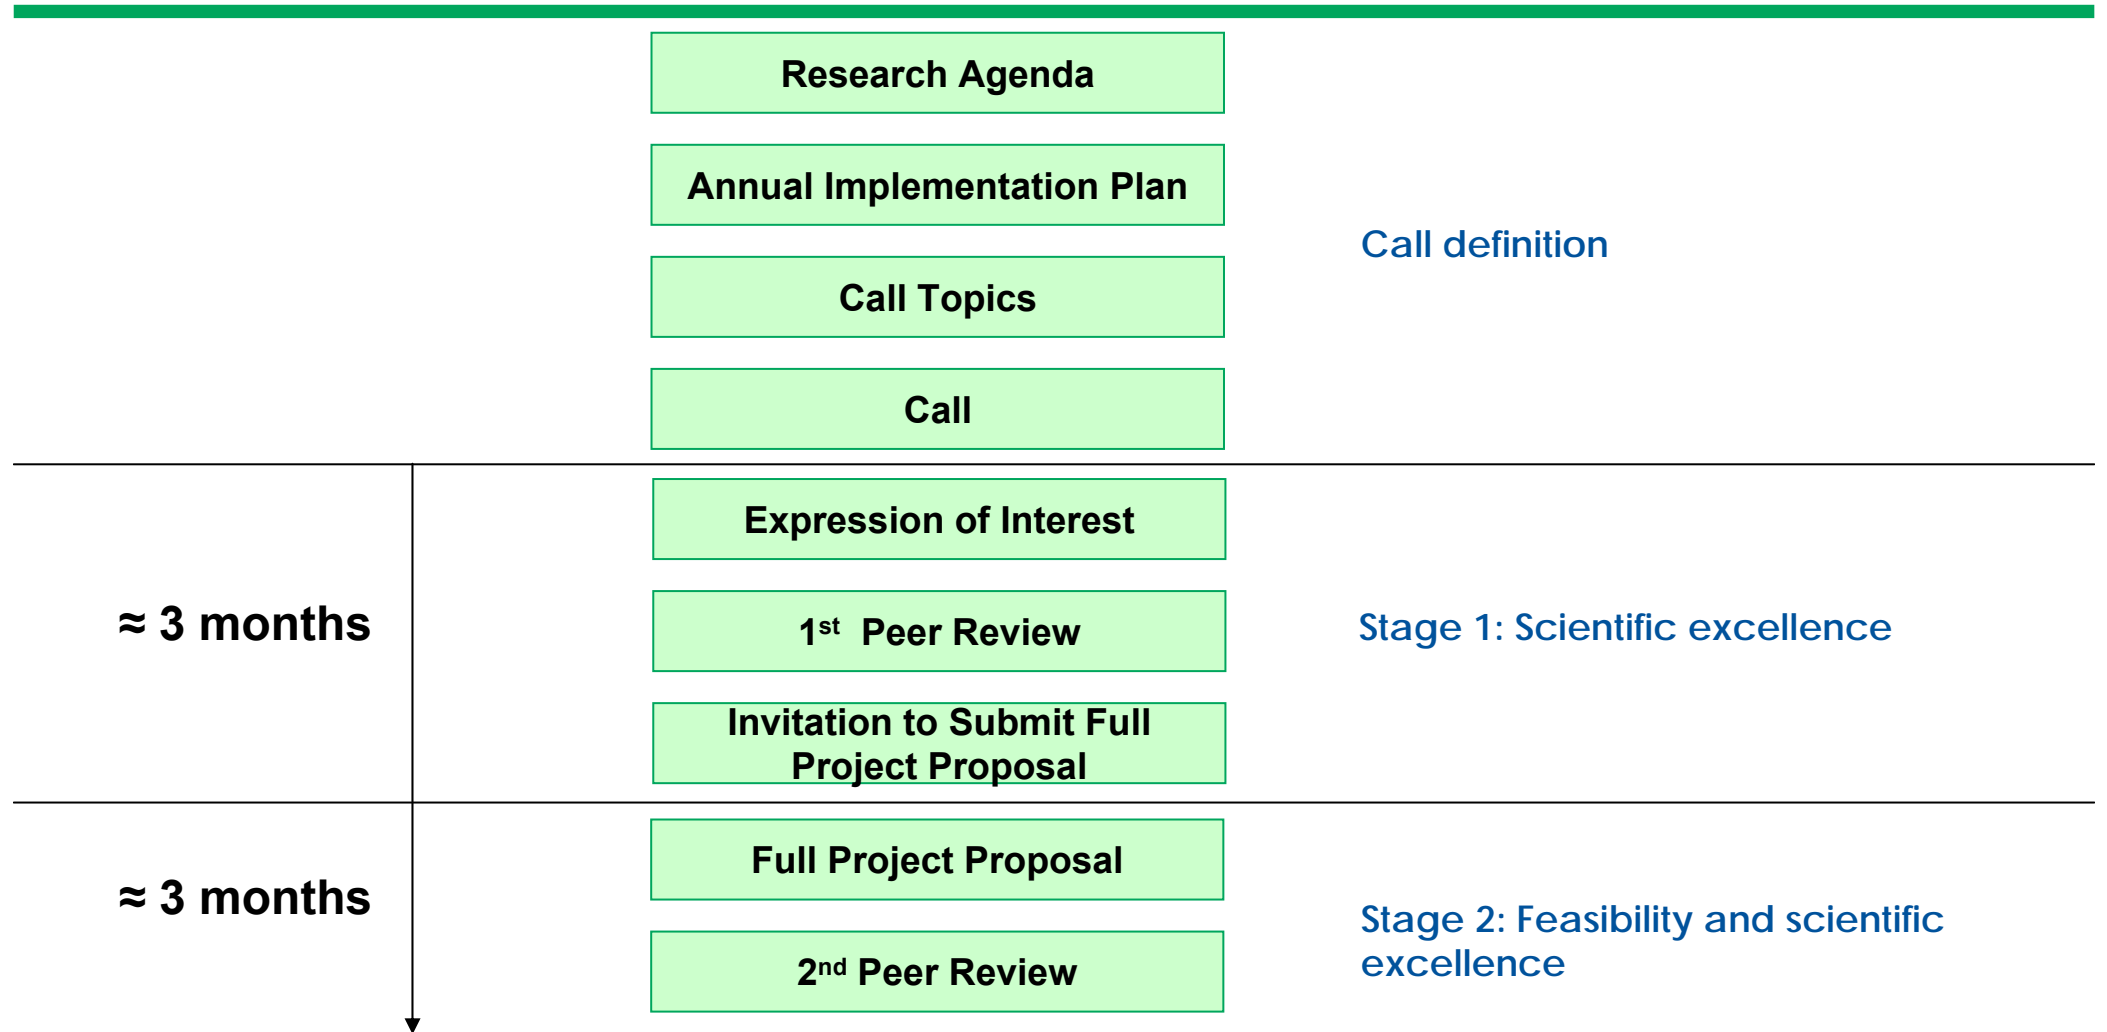 Research Agenda
Annual Implementation Plan
Call definition
Call Topics
Call
Expression of Interest
≈ 3 months
1st Peer Review
Stage 1: Scientific excellence
Invitation to Submit Full
Project Proposal
Full Project Proposal
≈ 3 months
Stage 2: Feasibility and scientific
excellence
2nd Peer Review